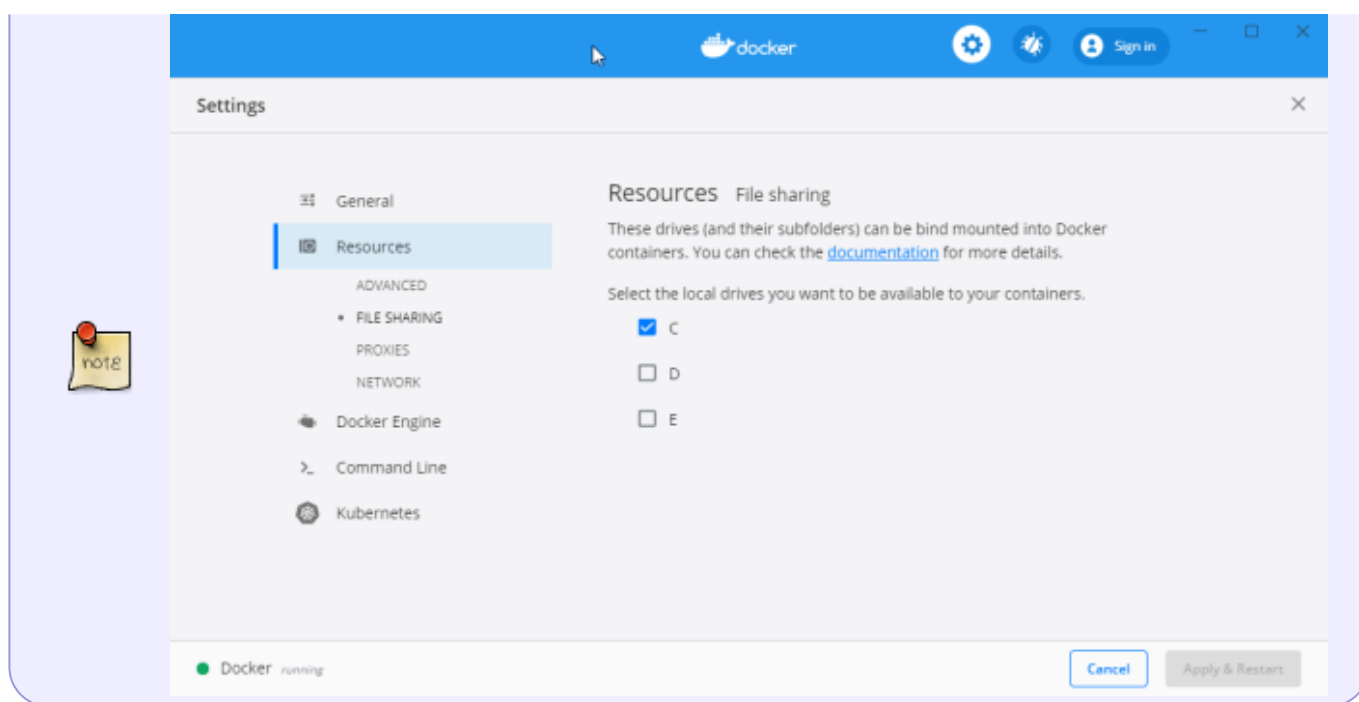 docker
Sign in
Settings
General
Resources
ADVANCED
FILE SHARING
PROXIES
NETWORK
Docker Engine
Command Line
Kubernetes
Resources File sharing
These drives (and their subfolders) can be bind mounted into Docker
containers. You can check the documentation for more details.
Select the local drives you want to be available to your containers.
C
D
E
note
Docker running
Cancel
Apply & Restart